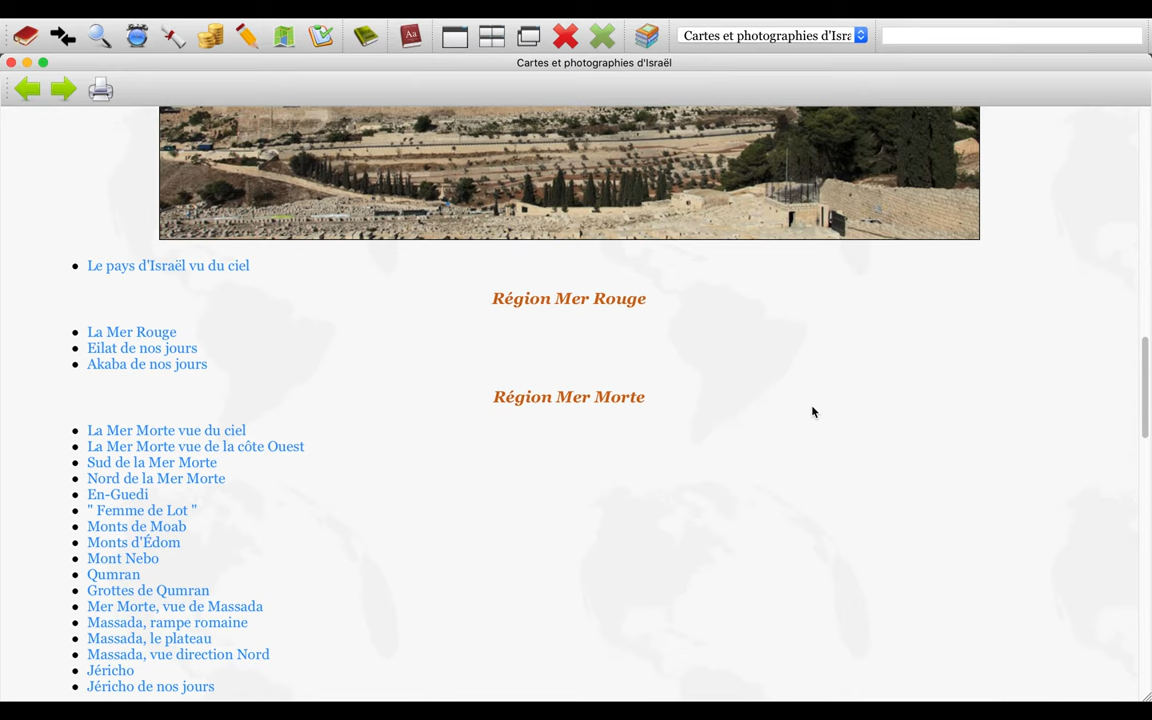 Aa
Cartes et photographies d'Isra
Cartes et photographies d'Israël
Le pays d'Israël vu du ciel
Région Mer Rouge
La Mer Rouge
Eilat de nos jours
Akaba de nos jours
Région Mer Morte
La Mer Morte vue du ciel
La Mer Morte vue de la côte Ouest
Sud de la Mer Morte
Nord de la Mer Morte
En-Guedi
" Femme de Lot "
Monts de Moab
Monts d'Édom
Mont Nebo
Qumran
Grottes de Qumran
Mer Morte, vue de Massada
Massada, rampe romaine
Massada, le plateau
Massada, vue direction Nord
Jéricho
Jéricho de nos jours